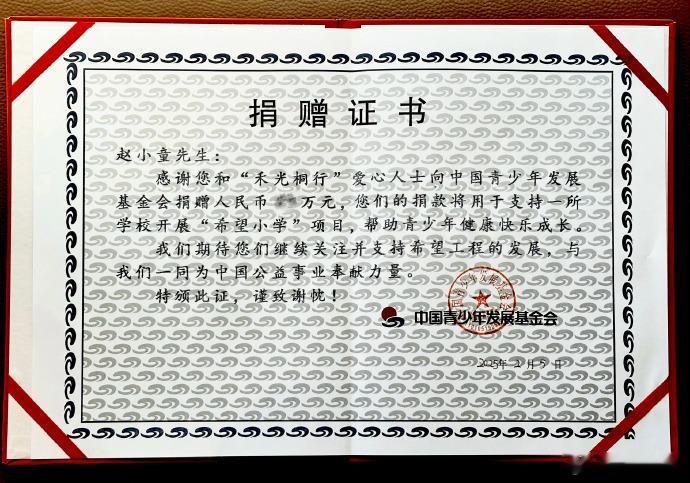 捐赠证书
赵小童先生：
感谢您和“禾光桐行”爱心人士向中国青少年发展
基金会捐赠人民币 万元，您们的捐款将用于支持一所
学校开展“希望小学”项目，帮助青少年健康快乐成长。
我们期待您们继续关注并支持希望工程的发展，与
我们一同为中国公益事业奉献力量。
特颁此证，谨致谢忱！
中国青少年发展基金会
2025年2月5日